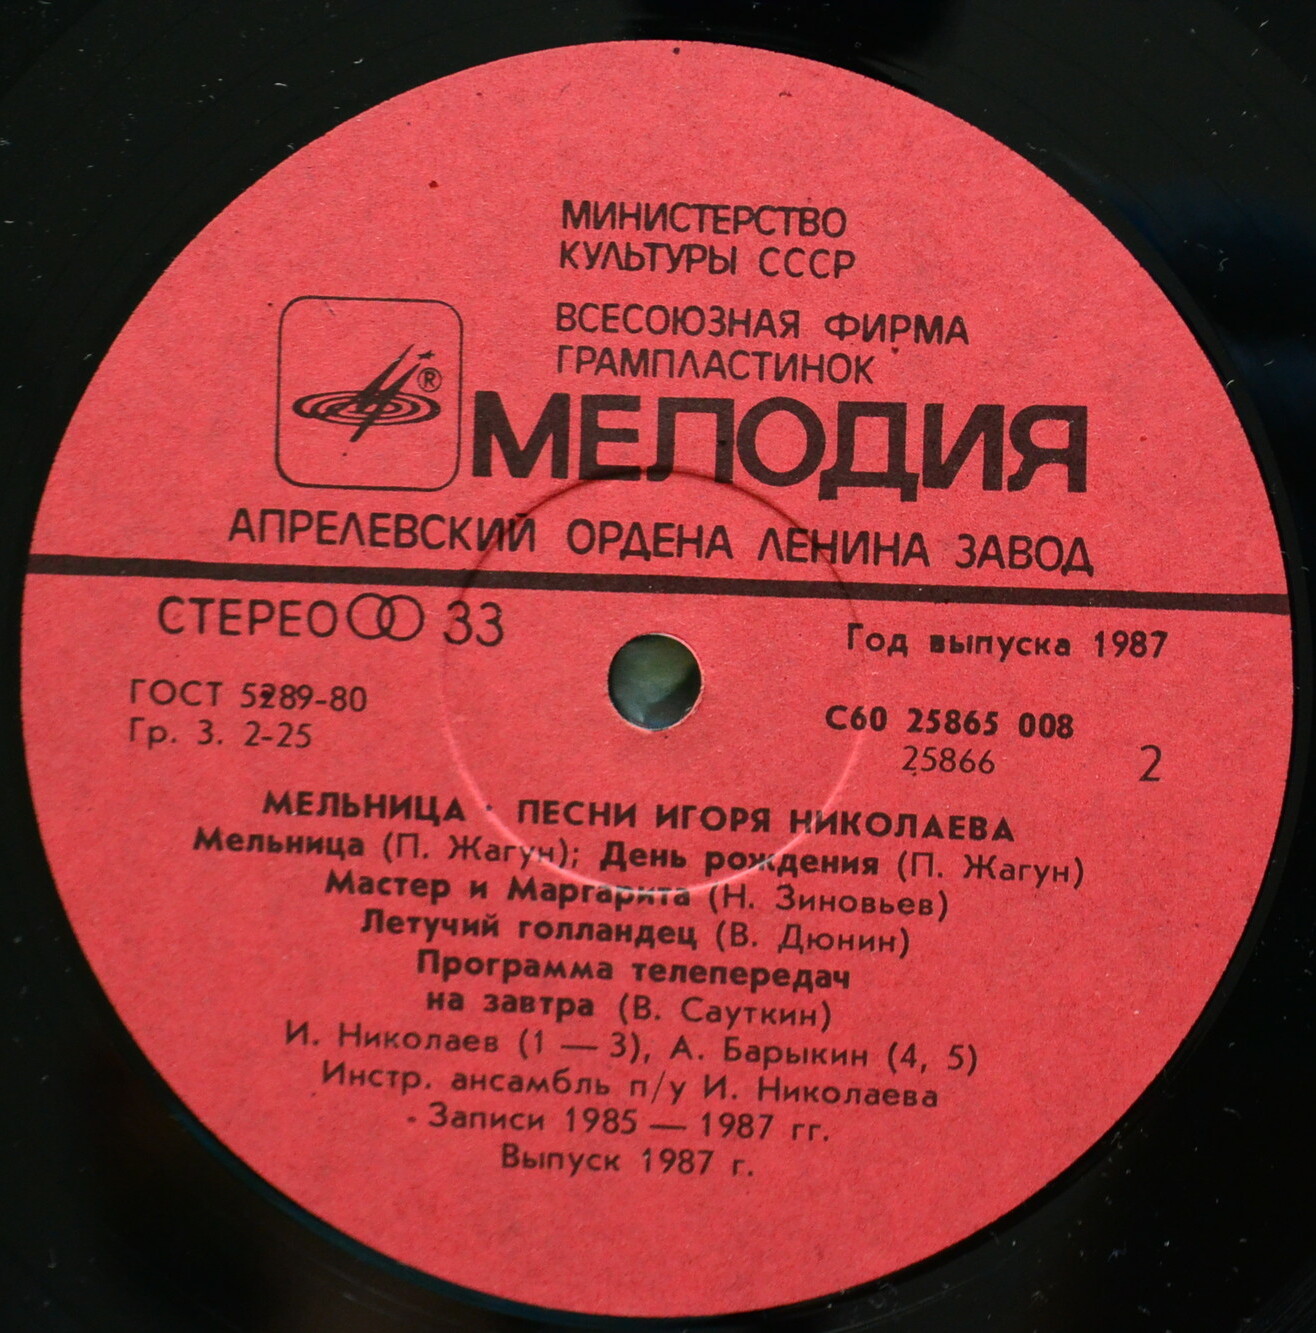 МИНИСТЕРСТВО
КУЛЬТУРЫ СССР
ВСЕСОЮЗНАЯ ФИРМА
ГРАМПЛАСТИНОК
®
МЕЛОДИЯ
АПРЕЛЕВСКИЙ ОРДЕНА ЛЕНИНА ЗАВОД
СТЕРЕО 33
Год выпуска 1987
ГОСТ 5289-80
Гр. 3. 2-25
С60 25865 008
25866
2
МЕЛЬНИЦА · ПЕСНИ ИГОРЯ НИКОЛАЕВА
Мельница (П. Жагун); День рождения (П. Жагун)
Мастер и Маргарита (Н. Зиновьев)
Летучий голландец (В. Дюнин)
Программа телепередач
на завтра (В. Сауткин)
И. Николаев (1 — 3), А. Барыкин (4, 5)
Инстр. ансамбль п/у И. Николаева
Записи 1985 — 1987 гг.
Выпуск 1987 г.